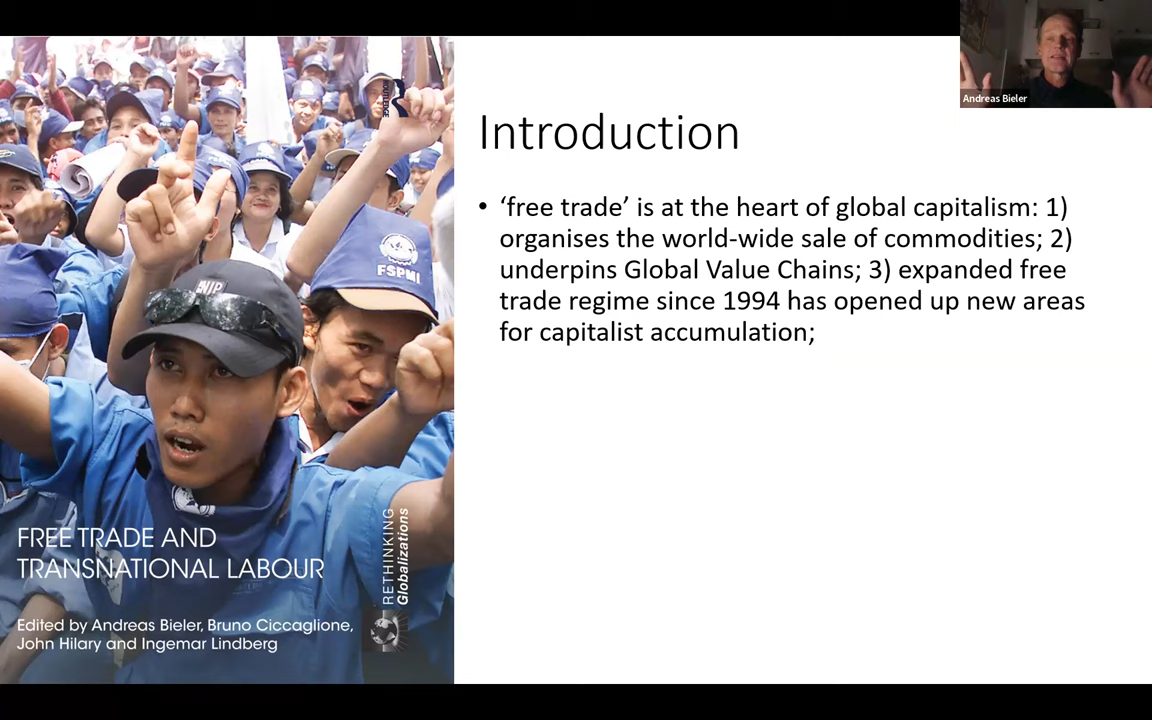 Andreas Bieler
ROUTLEDGE
FSPMI
Introduction
• ‘free trade’ is at the heart of global capitalism: 1)
organises the world-wide sale of commodities; 2)
underpins Global Value Chains; 3) expanded free
trade regime since 1994 has opened up new areas
for capitalist accumulation;
FREE TRADE AND
TRANSNATIONAL LABOUR
RETHINKING
Globalizations
Edited by Andreas Bieler, Bruno Ciccaglione,
John Hilary and Ingemar Lindberg